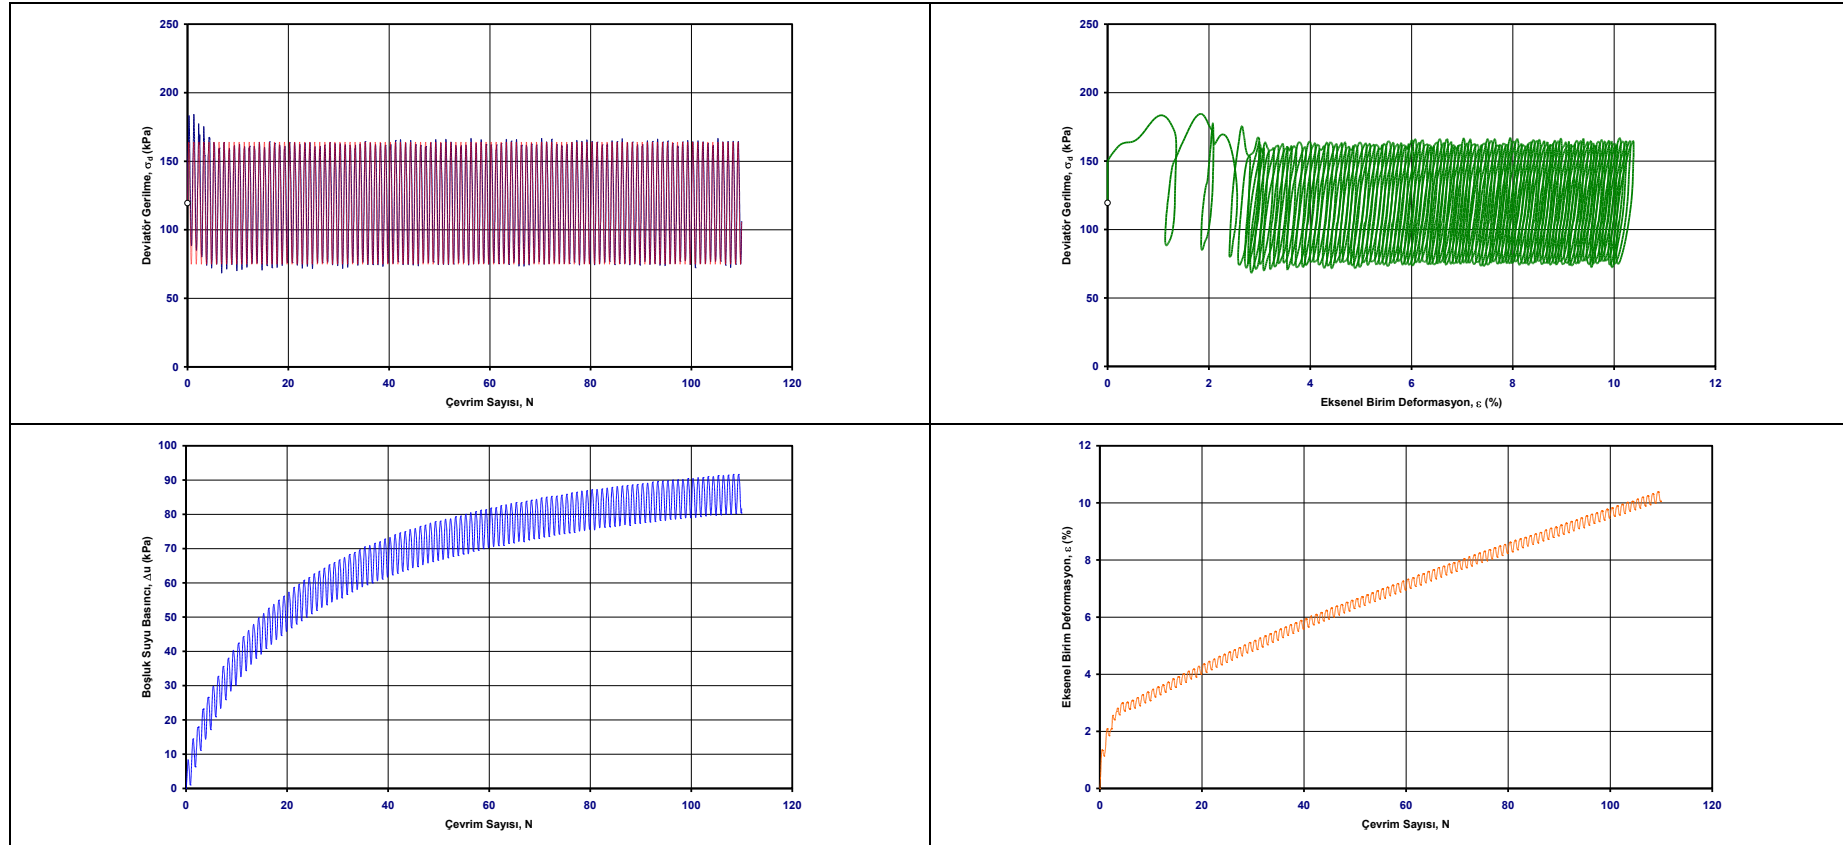 250
200
150
100
50
0
0 20 40 60 80 100 120
Deviatör Gerilme, σd (kPa)
Çevrim Sayısı, N
250
200
150
100
50
0
0 2 4 6 8 10 12
Deviatör Gerilme, σd (kPa)
Eksenel Birim Deformasyon, ε (%)
100
90
80
70
60
50
40
30
20
10
0
0 20 40 60 80 100 120
Boşluk Suyu Basıncı, Δu (kPa)
Çevrim Sayısı, N
12
10
8
6
4
2
0
0 20 40 60 80 100 120
Eksenel Birim Deformasyon, ε (%)
Çevrim Sayısı, N